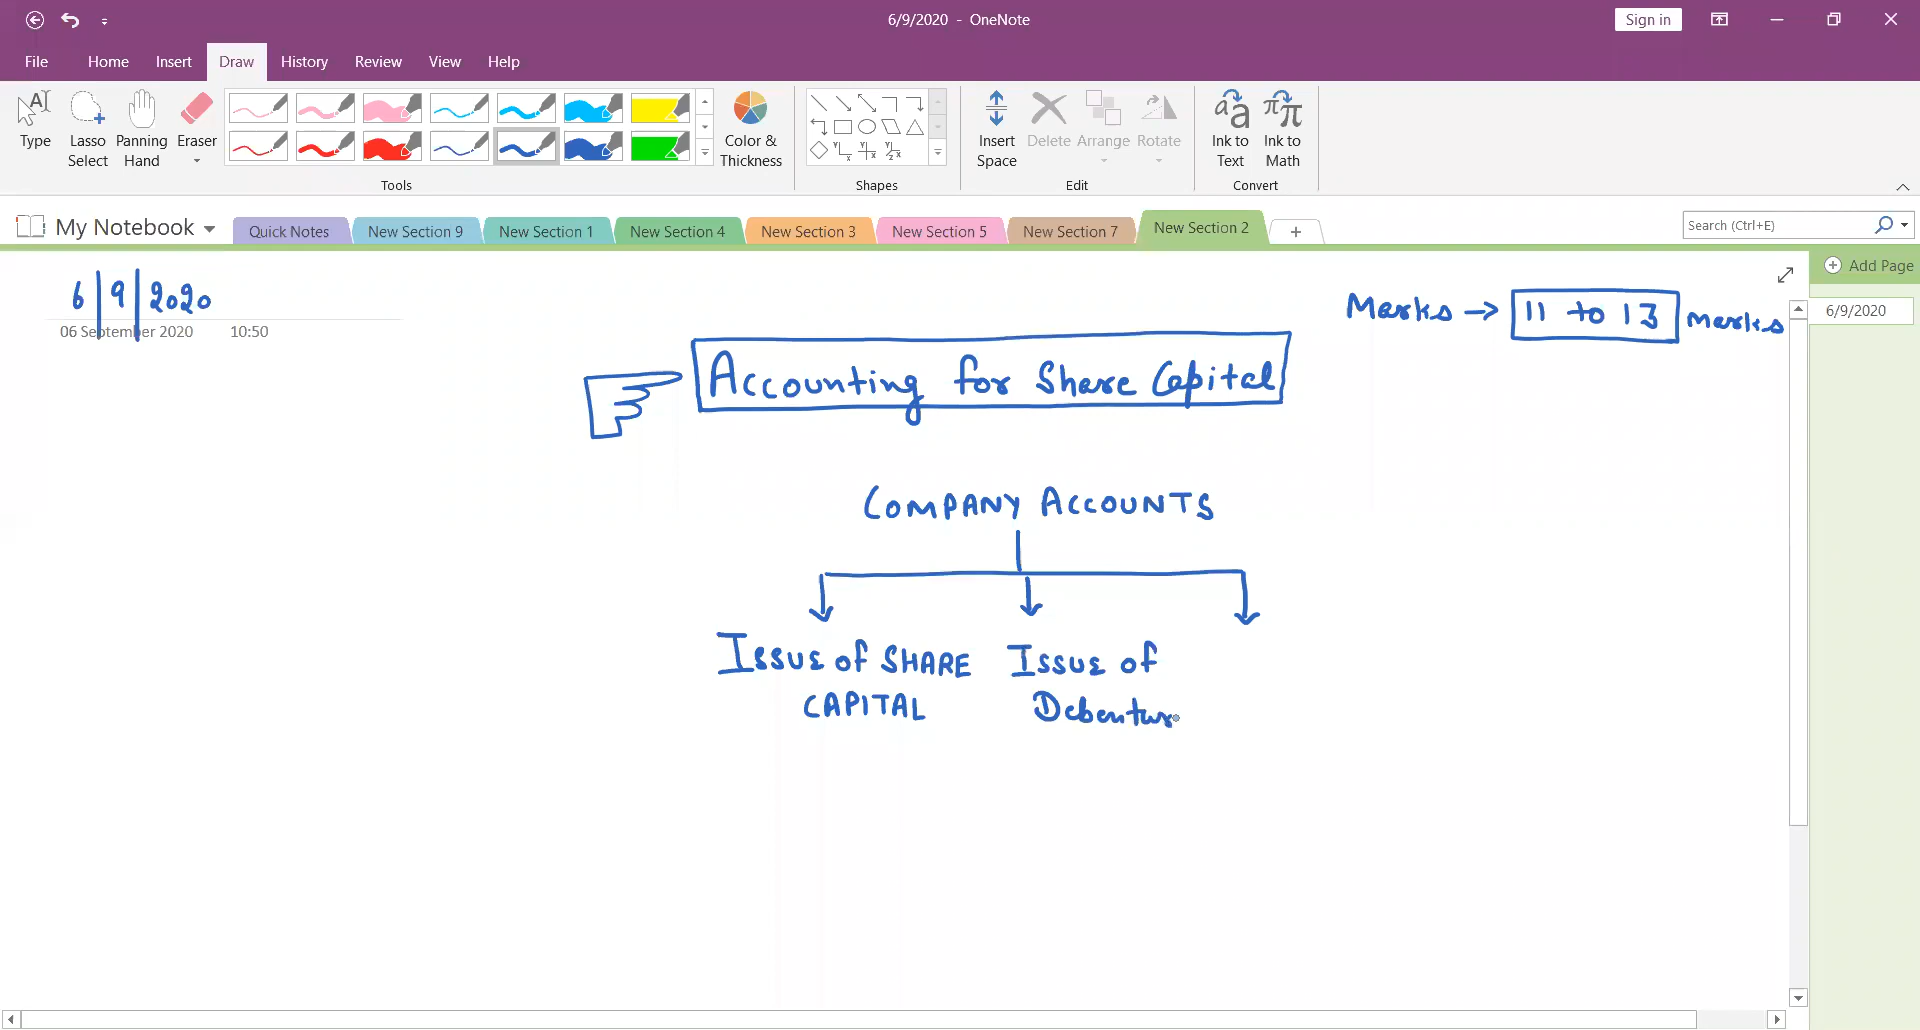 6/9/2020 - OneNote
Sign in
File Home Insert Draw History Review View Help
Type
Lasso Select
Panning Hand
Eraser
Color & Thickness
Insert Space
Delete
Arrange
Rotate
Ink to Text
Ink to Math
Tools
Shapes
Edit
Convert
My Notebook
Quick Notes
New Section 9
New Section 1
New Section 4
New Section 3
New Section 5
New Section 7
New Section 2
Search (Ctrl+E)
Add Page
6/9/2020
6|9|2020
06 September 2020 10:50
Marks → 11 to 13 marks
Accounting for Share Capital
COMPANY ACCOUNTS
Issue of SHARE
CAPITAL
Issue of
Debentur